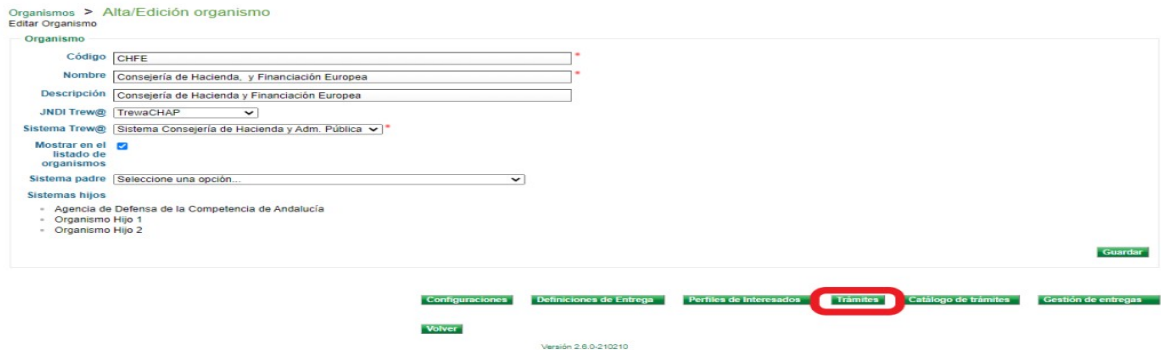 Organismos > Alta/Edición organismo
Editar Organismo
Organismo
Código CHFE *
Nombre Consejería de Hacienda, y Financiación Europea *
Descripción Consejería de Hacienda y Financiación Europea
JNDI Trew@ TrewaCHAP
Sistema Trew@ Sistema Consejería de Hacienda y Adm. Pública *
Mostrar en el
listado de
organismos
Sistema padre Seleccione una opción...
Sistemas hijos
- Agencia de Defensa de la Competencia de Andalucía
- Organismo Hijo 1
- Organismo Hijo 2
Guardar
Configuraciones Definiciones de Entrega Perfiles de Interesados Trámites Catálogo de trámites Gestión de entregas
Volver
Versión 2.6.0-210210